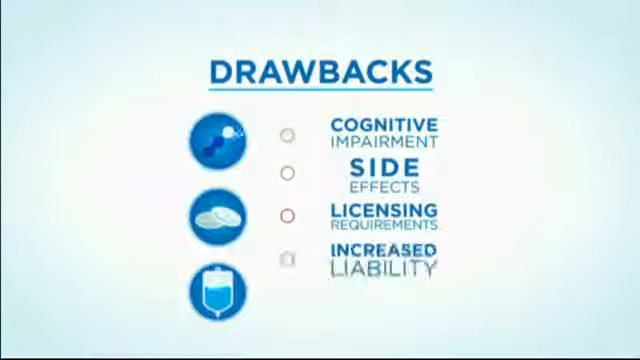 DRAWBACKS
COGNITIVE
IMPAIRMENT
SIDE
EFFECTS
LICENSING
REQUIREMENTS
INCREASED
LIABILITY